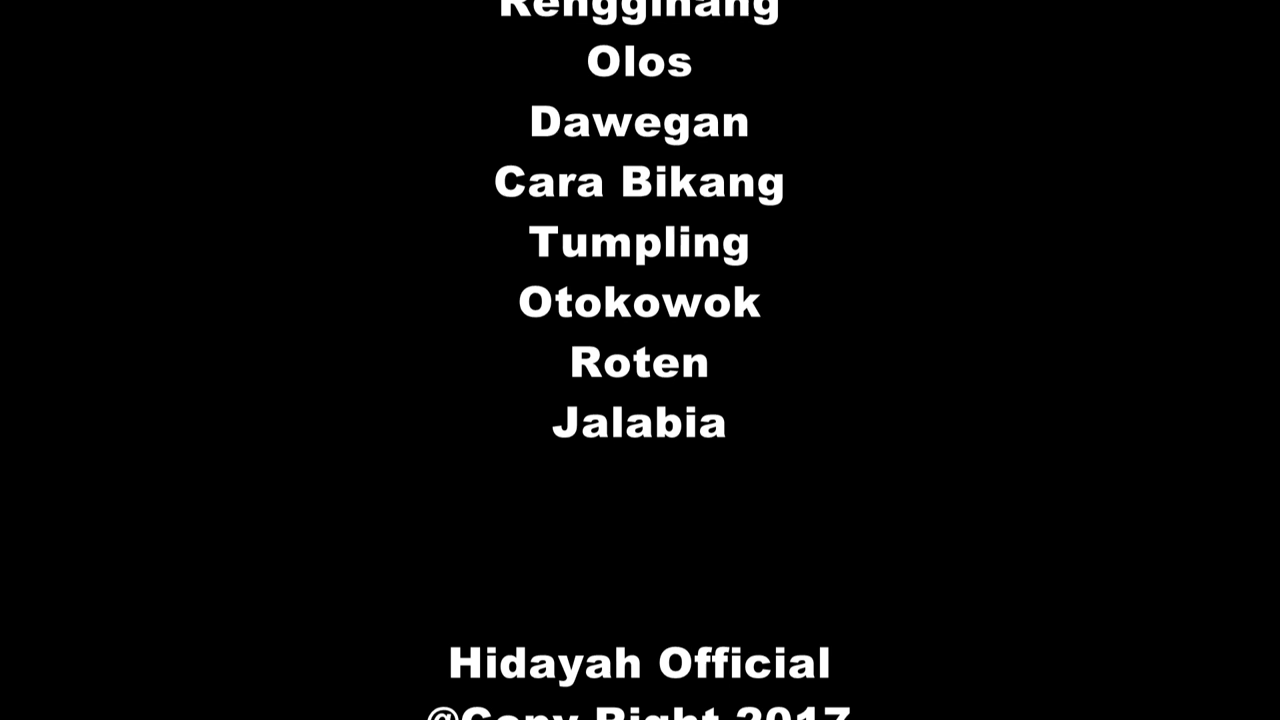 Rengginang
Olos
Dawegan
Cara Bikang
Tumpling
Otokowok
Roten
Jalabia
Hidayah Official
@Copy Right 2017